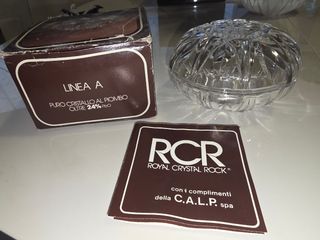 LINEA A
PURO CRISTALLO AL PIOMBO
OLTRE 24% PbO
RCR
ROYAL CRYSTAL ROCK®
con i complimenti
della C.A.L.P. spa